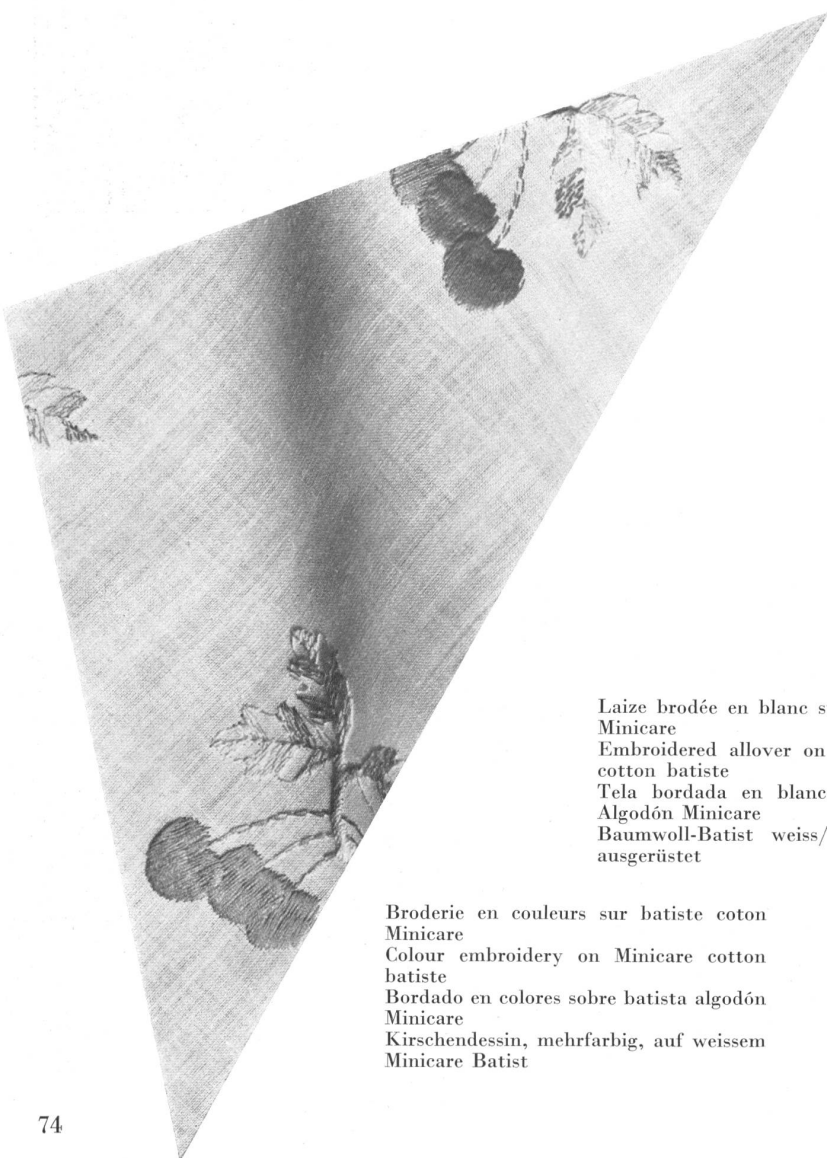 Laize brodée en blanc
Minicare
Embroidered allover on
cotton batiste
Tela bordada en blanc
Algodón Minicare
Baumwoll-Batist weiss/
ausgerüstet
Broderie en couleurs sur batiste coton
Minicare
Colour embroidery on Minicare cotton
batiste
Bordado en colores sobre batista algodón
Minicare
Kirschendessin, mehrfarbig, auf weissem
Minicare Batist
74